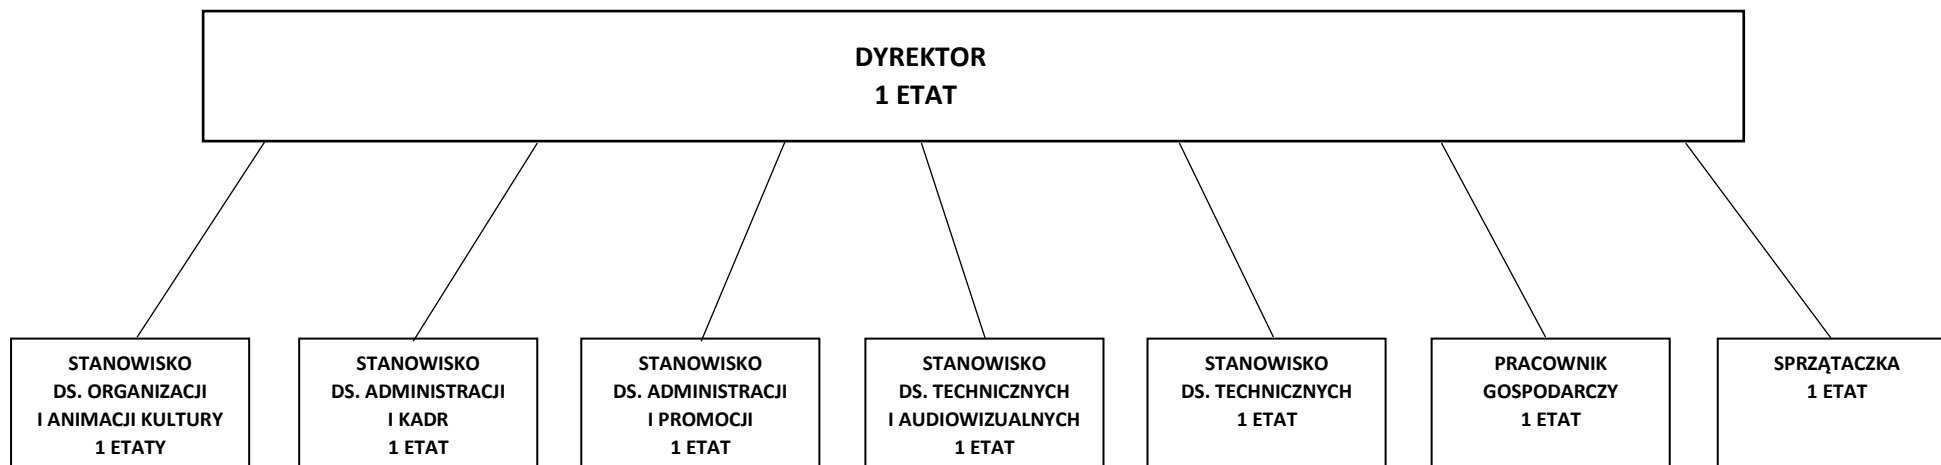 DYREKTOR
1 ETAT
STANOWISKO
DS. ORGANIZACJI
I ANIMACJI KULTURY
1 ETATY
STANOWISKO
DS. ADMINISTRACJI
I KADR
1 ETAT
STANOWISKO
DS. ADMINISTRACJI
I PROMOCJI
1 ETAT
STANOWISKO
DS. TECHNICZNYCH
I AUDIOWIZUALNYCH
1 ETAT
STANOWISKO
DS. TECHNICZNYCH
1 ETAT
PRACOWNIK
GOSPODARCZY
1 ETAT
SPRZĄTACZKA
1 ETAT